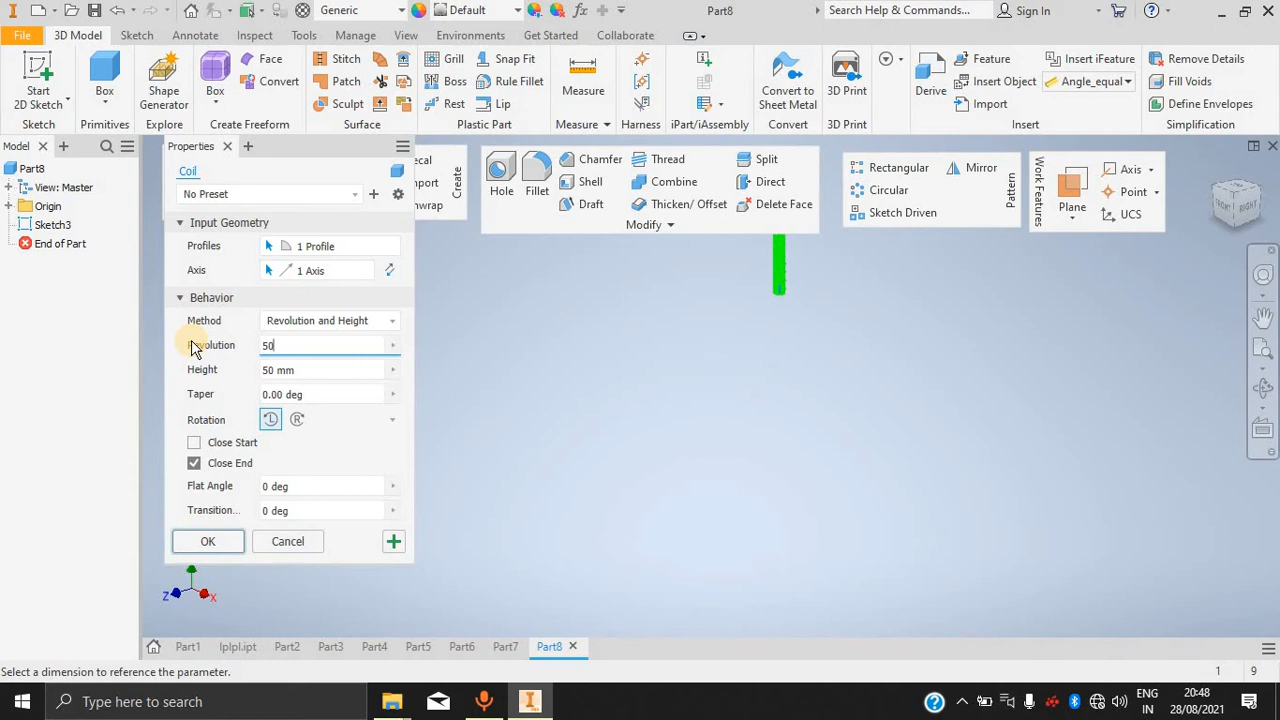 Generic
Default
fx
Part8
Search Help & Commands...
Sign In
File
3D Model
Sketch
Annotate
Inspect
Tools
Manage
View
Environments
Get Started
Collaborate
Start
2D Sketch
Sketch
Box
Primitives
Shape
Generator
Explore
Box
Face
Convert
Create Freeform
Stitch
Patch
Sculpt
Surface
Grill
Boss
Rest
Snap Fit
Rule Fillet
Lip
Plastic Part
Measure
Measure
Harness
iPart/iAssembly
Convert to
Sheet Metal
Convert
3D Print
3D Print
Derive
Feature
Insert Object
Import
Insert iFeature
Angle_equal
Insert
Remove Details
Fill Voids
Define Envelopes
Simplification
Model
Part8
View: Master
Origin
Sketch3
End of Part
Properties
Coil
No Preset
Input Geometry
Profiles 1 Profile
Axis 1 Axis
Behavior
Method Revolution and Height
Revolution 50
Height 50 mm
Taper 0.00 deg
Rotation
Close Start
Close End
Flat Angle 0 deg
Transition... 0 deg
OK Cancel
Create
Hole
Fillet
Chamfer
Shell
Draft
Thread
Combine
Thicken/ Offset
Split
Direct
Delete Face
Modify
Rectangular
Circular
Sketch Driven
Mirror
Pattern
Work Features
Plane
Axis
Point
UCS
FRONT RIGHT
Z X
Part1 lplpl.ipt Part2 Part3 Part4 Part5 Part6 Part7 Part8
Select a dimension to reference the parameter. 1 9
Type here to search
ENG
IN
20:48
28/08/2021